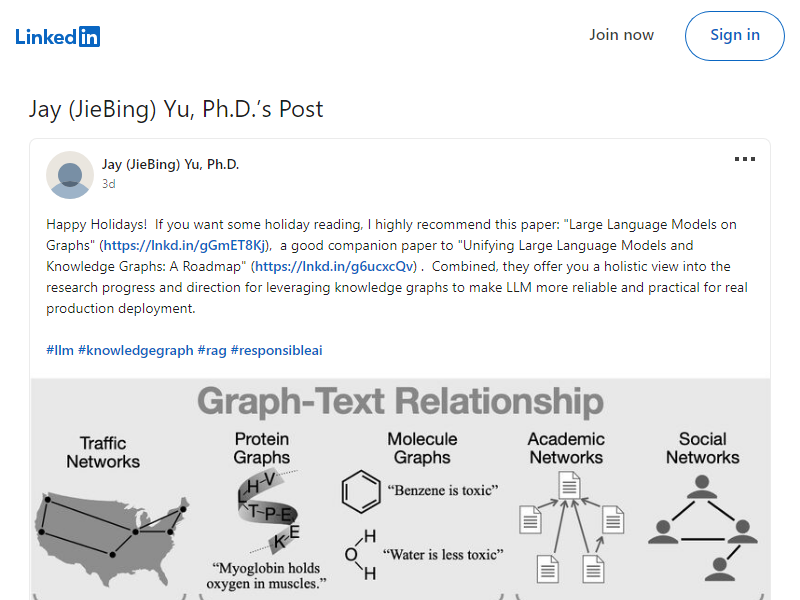 Linked in
Join now
Sign in
Jay (JieBing) Yu, Ph.D.’s Post
Jay (JieBing) Yu, Ph.D.
3d
Happy Holidays!  If you want some holiday reading, I highly recommend this paper: "Large Language Models on
Graphs" (https://lnkd.in/gGmET8Kj),  a good companion paper to "Unifying Large Language Models and
Knowledge Graphs: A Roadmap" (https://lnkd.in/g6ucxcQv) .  Combined, they offer you a holistic view into the
research progress and direction for leveraging knowledge graphs to make LLM more reliable and practical for real
production deployment.
#llm #knowledgegraph #rag #responsibleai
Graph-Text Relationship
Traffic
Networks
Protein
Graphs
L-H-V
T-P-E
K-E
“Myoglobin holds
oxygen in muscles.”
Molecule
Graphs
“Benzene is toxic”
H
O
H
“Water is less toxic”
Academic
Networks
Social
Networks